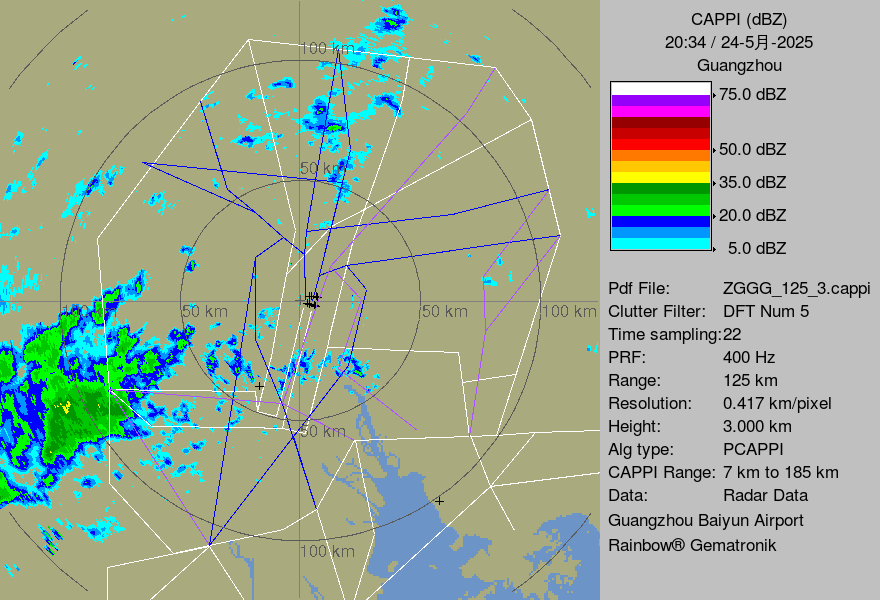 CAPPI (dBZ)
20:34 / 24-5月-2025
Guangzhou
75.0 dBZ
50.0 dBZ
35.0 dBZ
20.0 dBZ
5.0 dBZ
100 km
50 km
50 km
50 km
100 km
50 km
100 km
Pdf File: ZGGG_125_3.cappi
Clutter Filter: DFT Num 5
Time sampling:22
PRF: 400 Hz
Range: 125 km
Resolution: 0.417 km/pixel
Height: 3.000 km
Alg type: PCAPPI
CAPPI Range: 7 km to 185 km
Data: Radar Data
Guangzhou Baiyun Airport
Rainbow® Gematronik